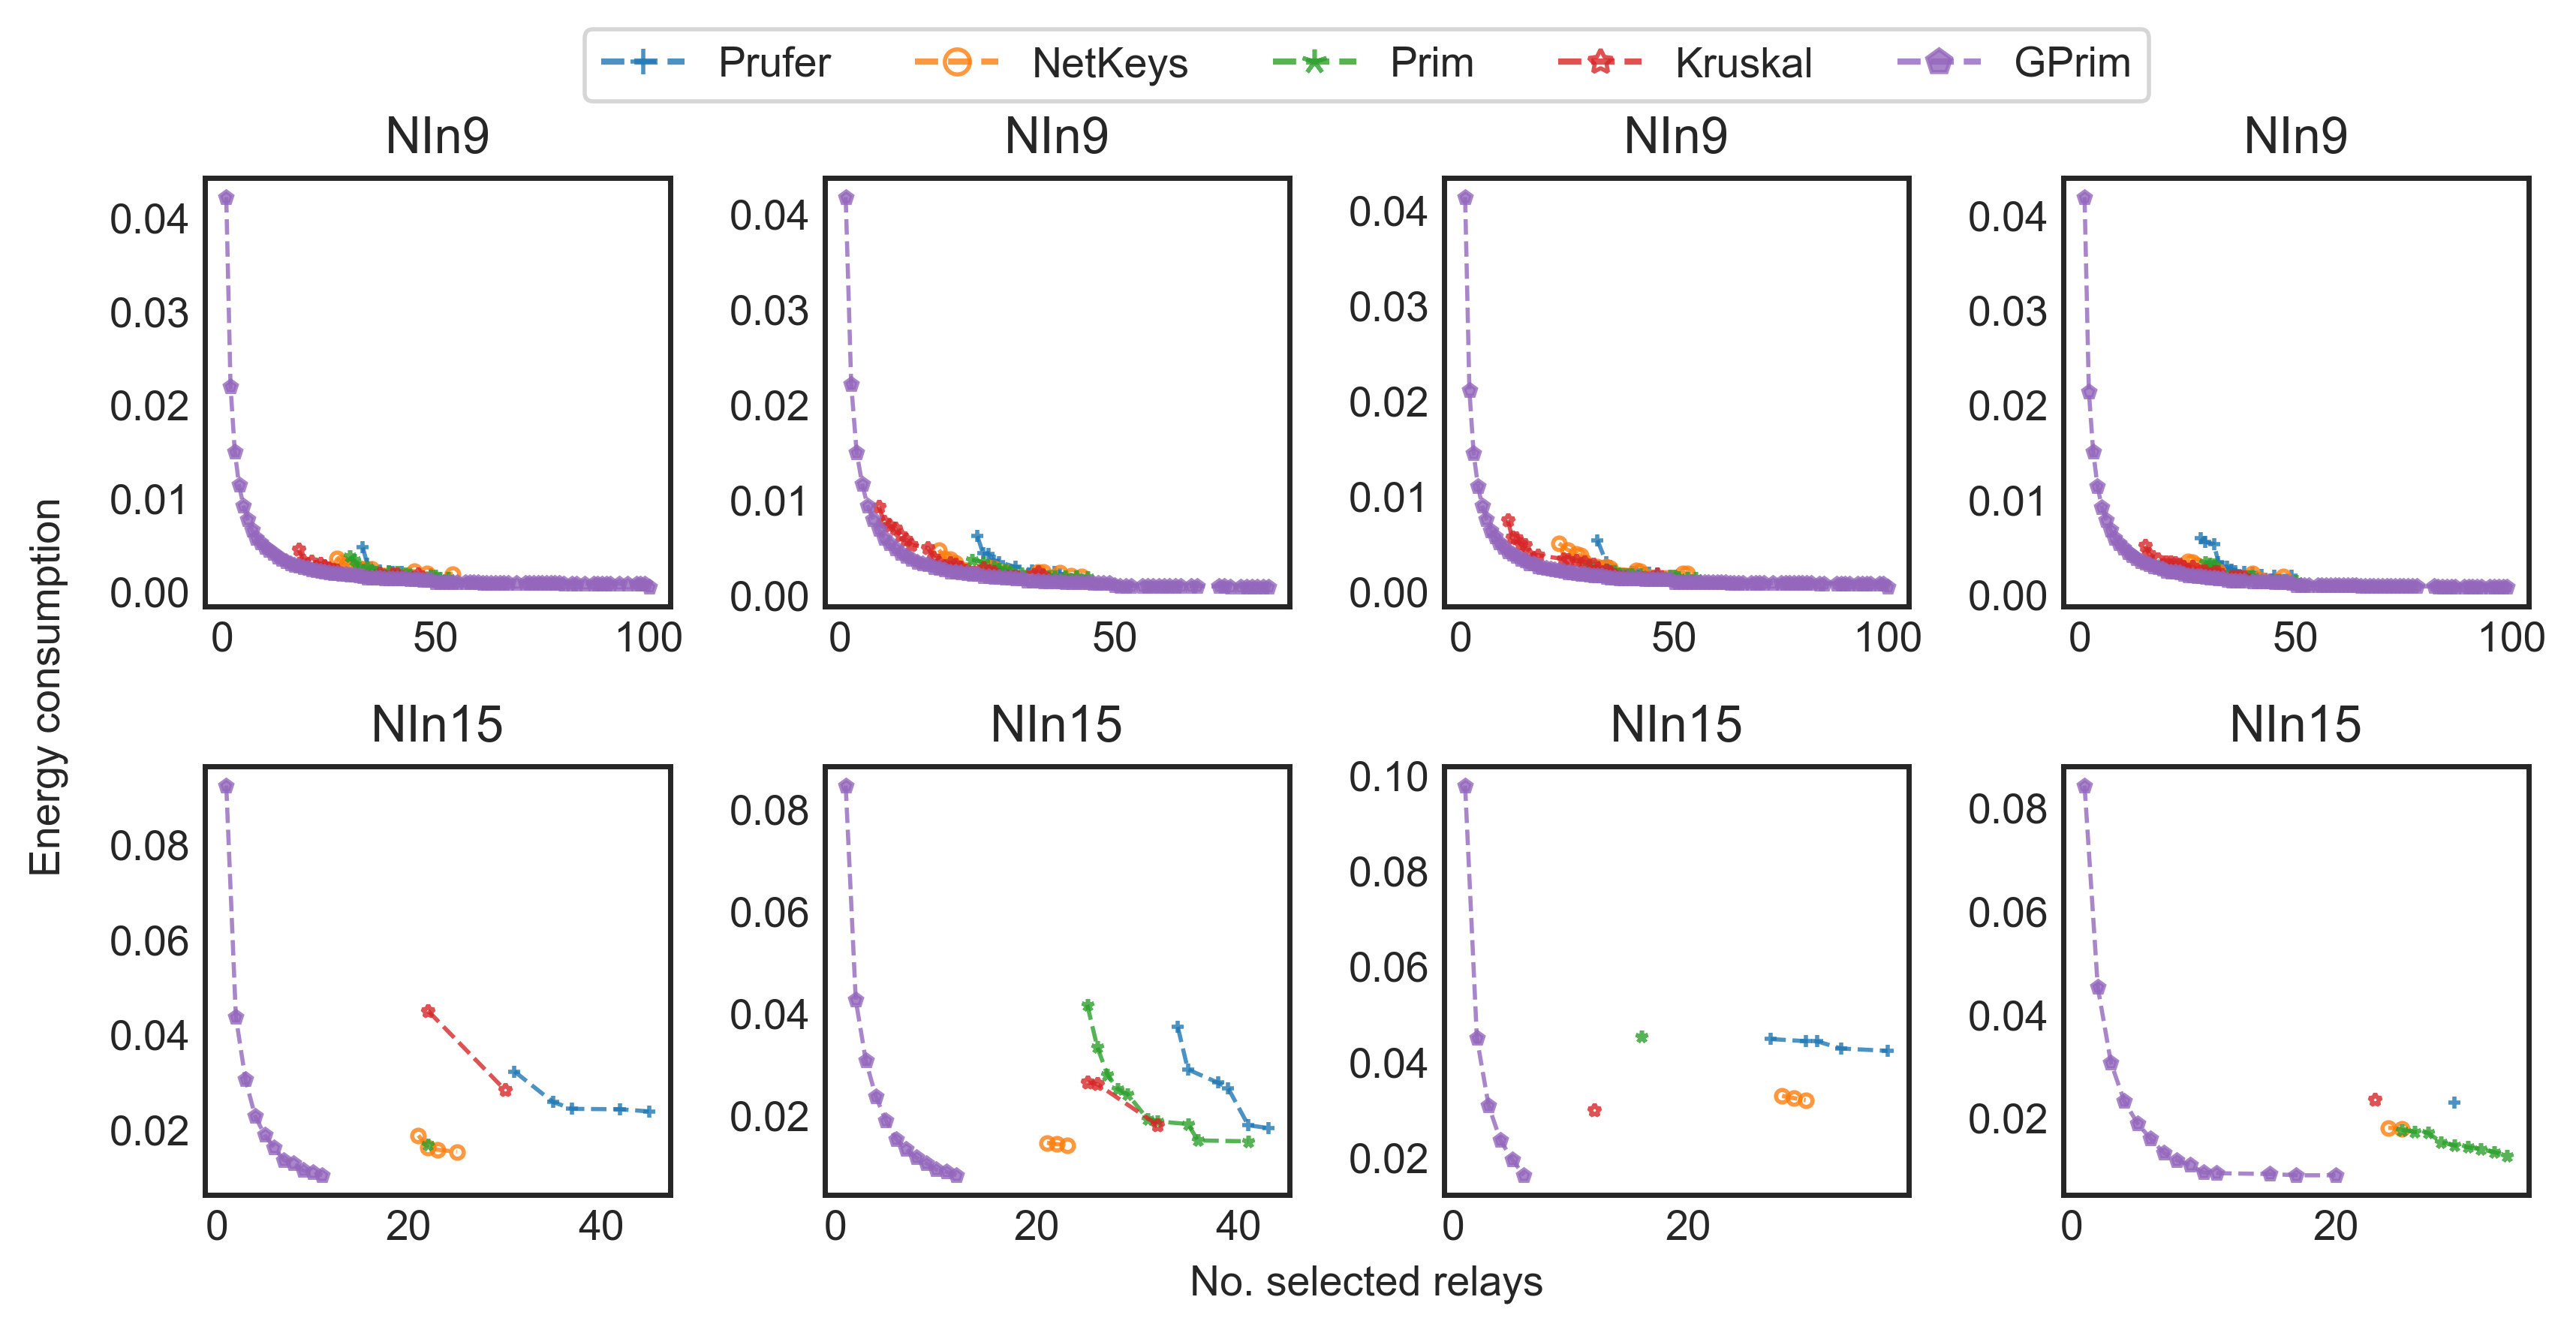 Prufer NetKeys Prim Kruskal GPrim
NIn9 NIn9 NIn9 NIn9
0.04 0.04 0.04 0.04
0.03 0.03 0.03 0.03
0.02 0.02 0.02 0.02
0.01 0.01 0.01 0.01
0.00 0.00 0.00 0.00
0 50 100 0 50 0 50 100 0 50 100
Energy consumption
NIn15 NIn15 NIn15 NIn15
0.10
0.08 0.08 0.08 0.08
0.06 0.06 0.06 0.06
0.04 0.04 0.04 0.04
0.02 0.02 0.02 0.02
0 20 40 0 20 40 0 20 0 20
No. selected relays